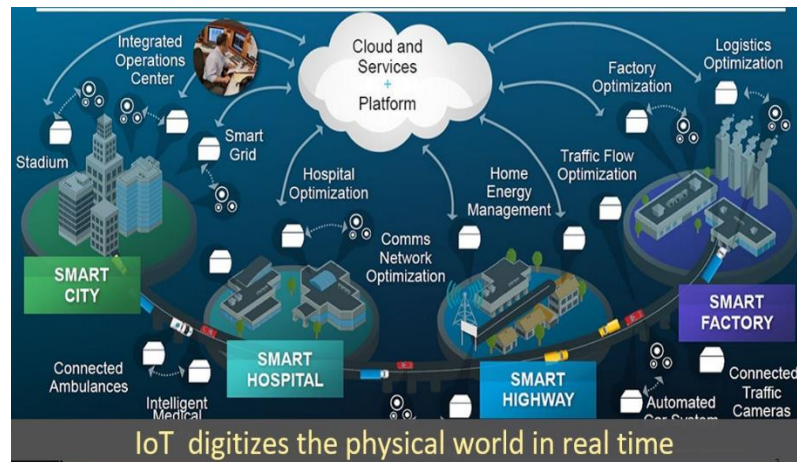 Integrated
Operations
Center
Cloud and
Services
+
Platform
Logistics
Optimization
Factory
Optimization
Stadium
Smart
Grid
Hospital
Optimization
Home
Energy
Management
Traffic Flow
Optimization
Comms
Network
Optimization
SMART
CITY
SMART
HOSPITAL
SMART
HIGHWAY
SMART
FACTORY
Connected
Ambulances
Intelligent
Medical
Automated
Car System
Connected
Traffic
Cameras
IoT digitizes the physical world in real time